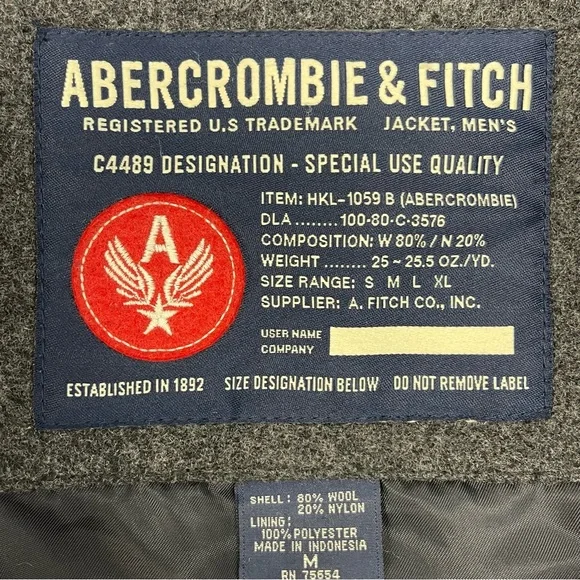 ABERCROMBIE & FITCH
REGISTERED U.S TRADEMARK JACKET, MEN'S
C4489 DESIGNATION - SPECIAL USE QUALITY
A
ITEM: HKL-1059 B (ABERCROMBIE)
DLA ........ 100-80-C-3576
COMPOSITION: W 80% / N 20%
WEIGHT ........ 25 ~ 25.5 OZ./YD.
SIZE RANGE: S M L XL
SUPPLIER: A. FITCH CO., INC.
USER NAME
COMPANY
ESTABLISHED IN 1892 SIZE DESIGNATION BELOW DO NOT REMOVE LABEL
SHELL: 80% WOOL
20% NYLON
LINING:
100% POLYESTER
MADE IN INDONESIA
M
RN 75654